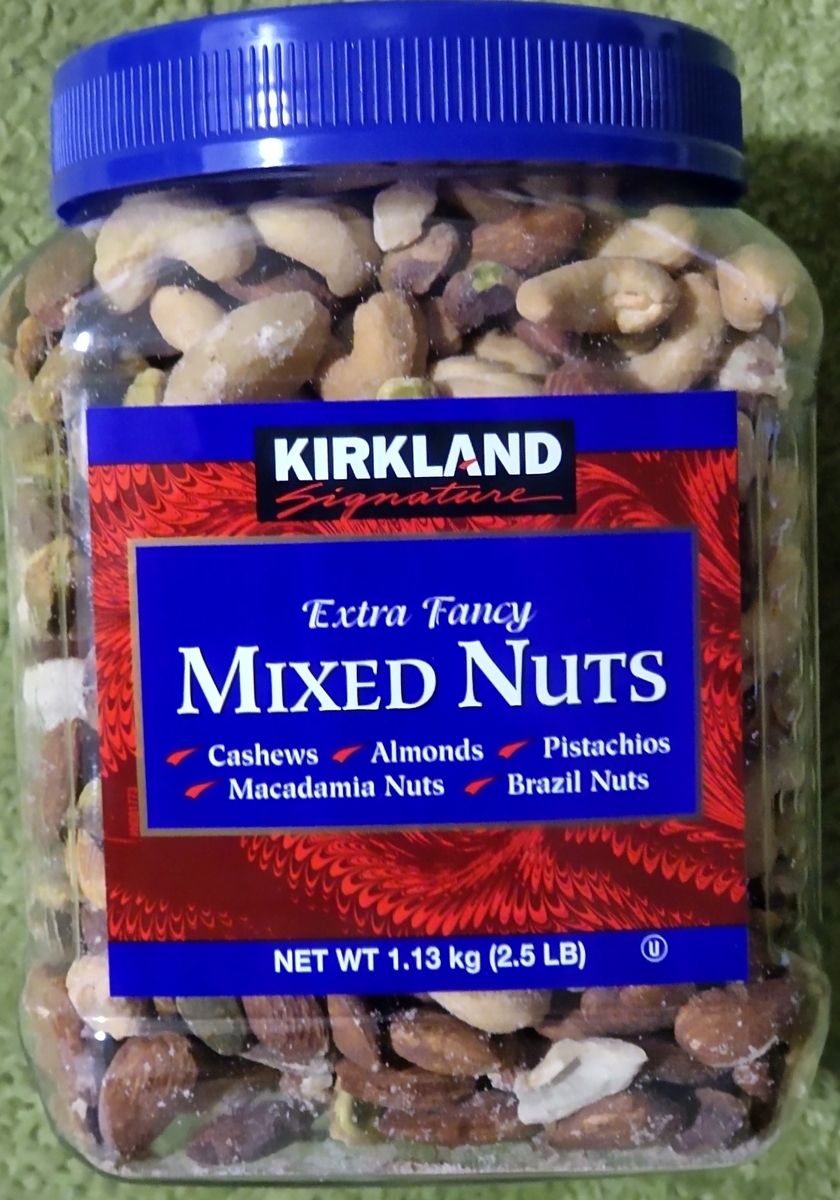 KIRKLAND
Signature
Extra Fancy
MIXED NUTS
Cashews Almonds Pistachios
Macadamia Nuts Brazil Nuts
NET WT 1.13 kg (2.5 LB) U